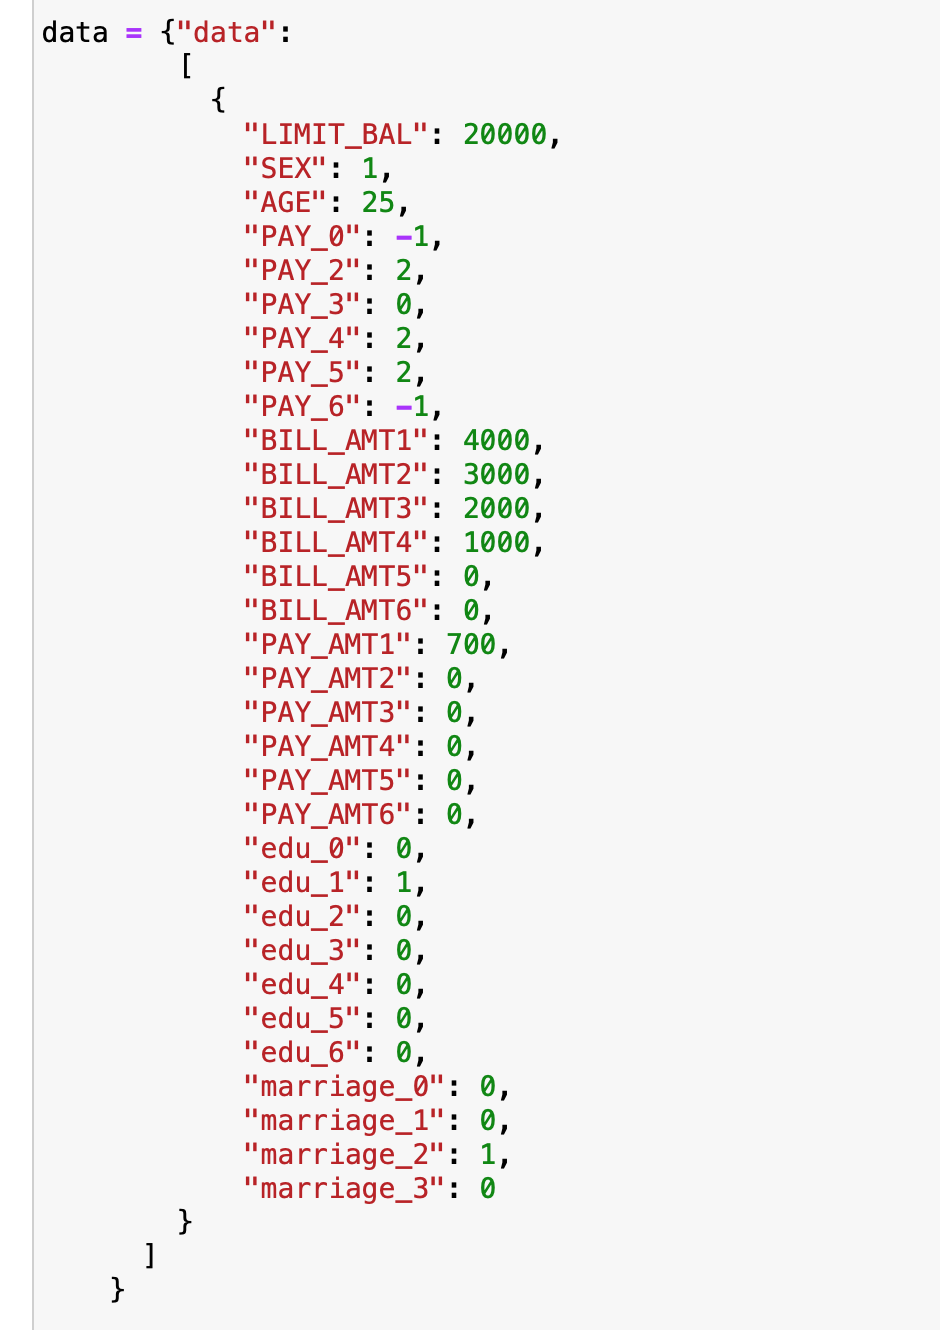 data = {"data":
[
{
"LIMIT_BAL": 20000,
"SEX": 1,
"AGE": 25,
"PAY_0": -1,
"PAY_2": 2,
"PAY_3": 0,
"PAY_4": 2,
"PAY_5": 2,
"PAY_6": -1,
"BILL_AMT1": 4000,
"BILL_AMT2": 3000,
"BILL_AMT3": 2000,
"BILL_AMT4": 1000,
"BILL_AMT5": 0,
"BILL_AMT6": 0,
"PAY_AMT1": 700,
"PAY_AMT2": 0,
"PAY_AMT3": 0,
"PAY_AMT4": 0,
"PAY_AMT5": 0,
"PAY_AMT6": 0,
"edu_0": 0,
"edu_1": 1,
"edu_2": 0,
"edu_3": 0,
"edu_4": 0,
"edu_5": 0,
"edu_6": 0,
"marriage_0": 0,
"marriage_1": 0,
"marriage_2": 1,
"marriage_3": 0
}
]
}